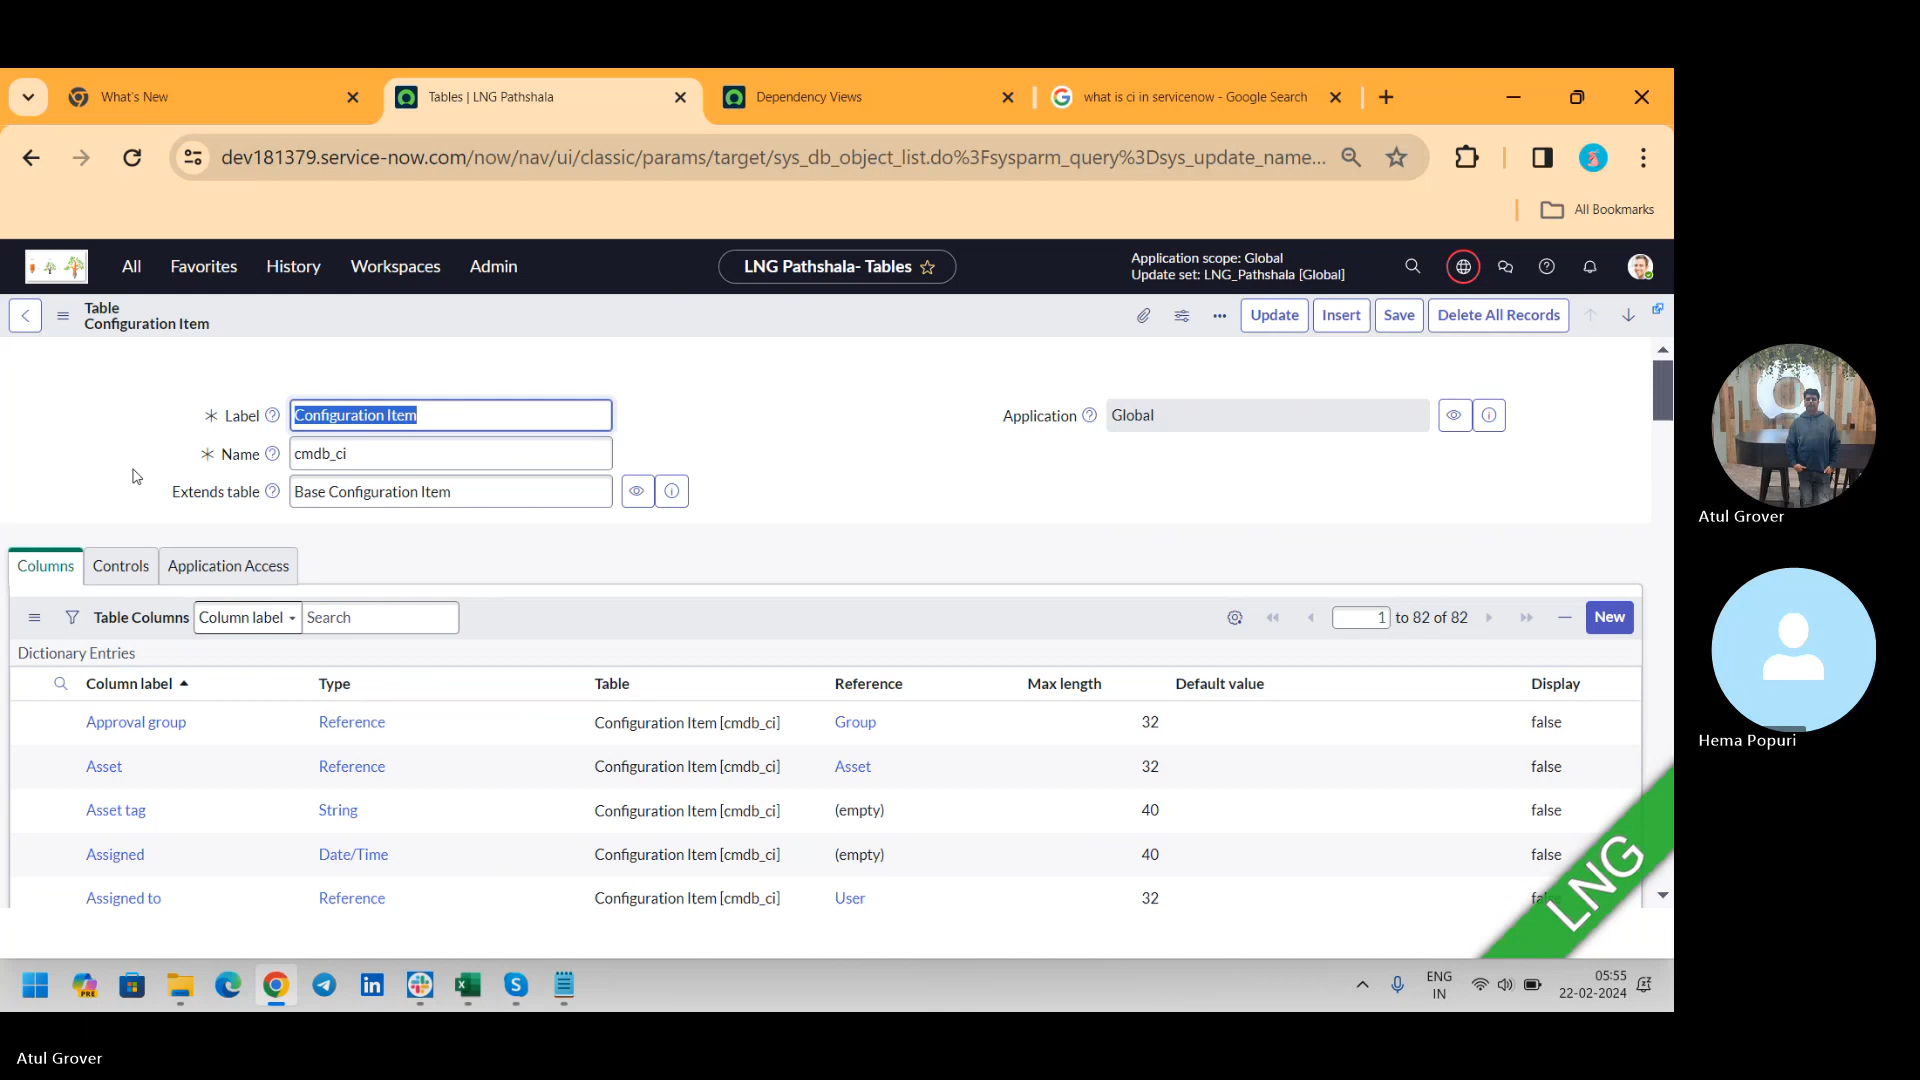 What's New
Tables | LNG Pathshala
Dependency Views
what is ci in servicenow - Google Search
dev181379.service-now.com/now/nav/ui/classic/params/target/sys_db_object_list.do%3Fsysparm_query%3Dsys_update_name...
All Bookmarks
All Favorites History Workspaces Admin
LNG Pathshala- Tables
Application scope: Global
Update set: LNG_Pathshala [Global]
Table
Configuration Item
Update Insert Save Delete All Records
Label Configuration Item
Application Global
Name cmdb_ci
Extends table Base Configuration Item
Columns Controls Application Access
Table Columns Column label Search 1 to 82 of 82 New
Dictionary Entries
Column label Type Table Reference Max length Default value Display
Approval group Reference Configuration Item [cmdb_ci] Group 32 false
Asset Reference Configuration Item [cmdb_ci] Asset 32 false
Asset tag String Configuration Item [cmdb_ci] (empty) 40 false
Assigned Date/Time Configuration Item [cmdb_ci] (empty) 40 false
Assigned to Reference Configuration Item [cmdb_ci] User 32 false
LNG
PRE
ENG
IN
05:55
22-02-2024
Atul Grover
Hema Popuri
Atul Grover